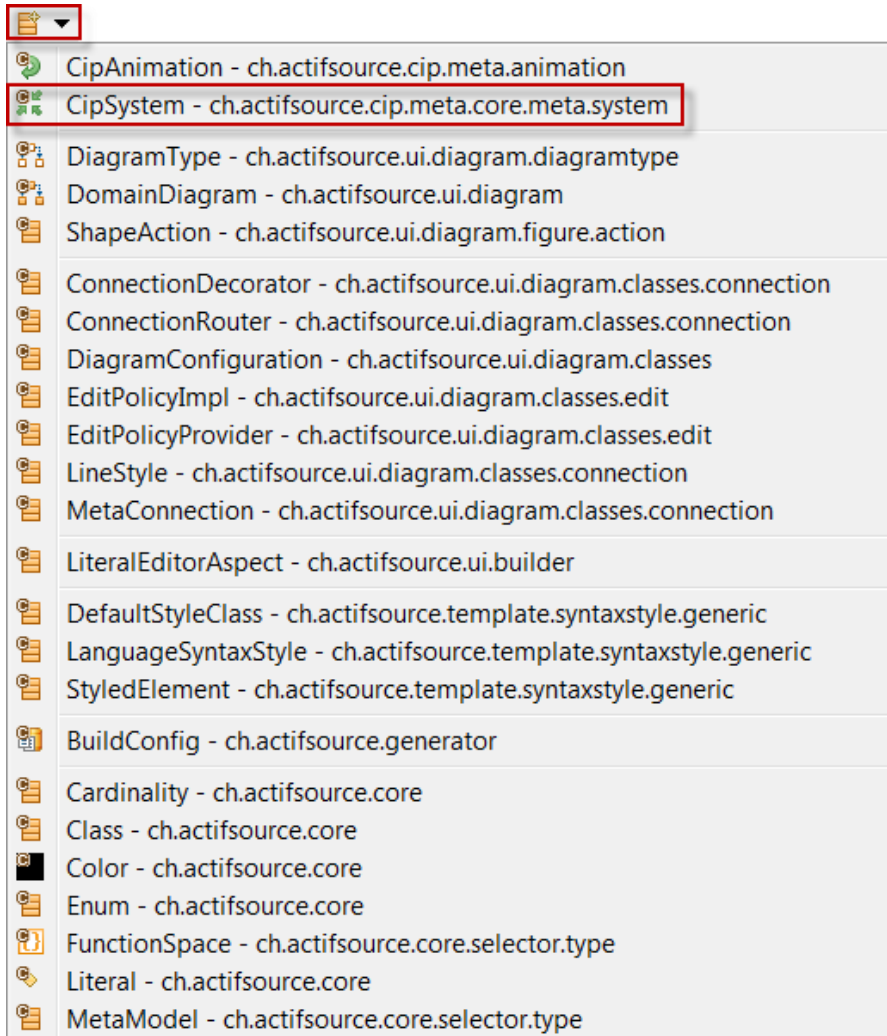 CipAnimation - ch.actifsource.cip.meta.animation
CipSystem - ch.actifsource.cip.meta.core.meta.system
DiagramType - ch.actifsource.ui.diagram.diagramtype
DomainDiagram - ch.actifsource.ui.diagram
ShapeAction - ch.actifsource.ui.diagram.figure.action
ConnectionDecorator - ch.actifsource.ui.diagram.classes.connection
ConnectionRouter - ch.actifsource.ui.diagram.classes.connection
DiagramConfiguration - ch.actifsource.ui.diagram.classes
EditPolicyImpl - ch.actifsource.ui.diagram.classes.edit
EditPolicyProvider - ch.actifsource.ui.diagram.classes.edit
LineStyle - ch.actifsource.ui.diagram.classes.connection
MetaConnection - ch.actifsource.ui.diagram.classes.connection
LiteralEditorAspect - ch.actifsource.ui.builder
DefaultStyleClass - ch.actifsource.template.syntaxstyle.generic
LanguageSyntaxStyle - ch.actifsource.template.syntaxstyle.generic
StyledElement - ch.actifsource.template.syntaxstyle.generic
BuildConfig - ch.actifsource.generator
Cardinality - ch.actifsource.core
Class - ch.actifsource.core
Color - ch.actifsource.core
Enum - ch.actifsource.core
FunctionSpace - ch.actifsource.core.selector.type
Literal - ch.actifsource.core
MetaModel - ch.actifsource.core.selector.type